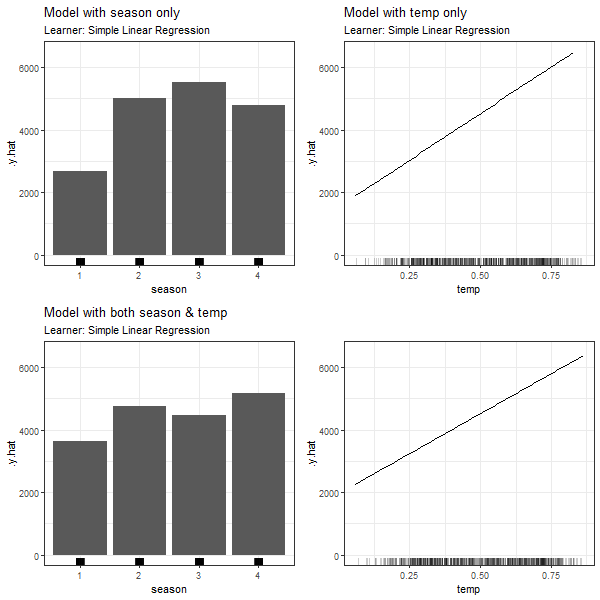 Model with season only
Learner: Simple Linear Regression
.y.hat
6000
4000
2000
0
1 2 3 4
season
Model with temp only
Learner: Simple Linear Regression
.y.hat
6000
4000
2000
0
0.25 0.50 0.75
temp
Model with both season & temp
Learner: Simple Linear Regression
.y.hat
6000
4000
2000
0
1 2 3 4
season
.y.hat
6000
4000
2000
0
0.25 0.50 0.75
temp